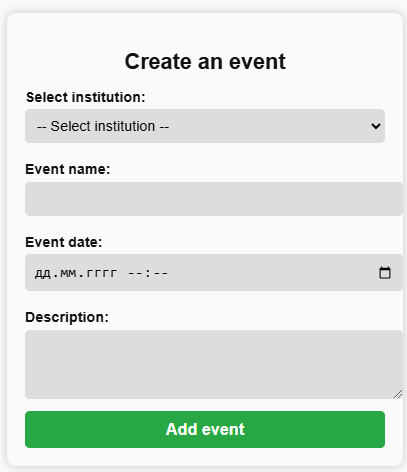 Create an event
Select institution:
-- Select institution --
Event name:
Event date:
дд.мм.гггг --:--
Description:
Add event